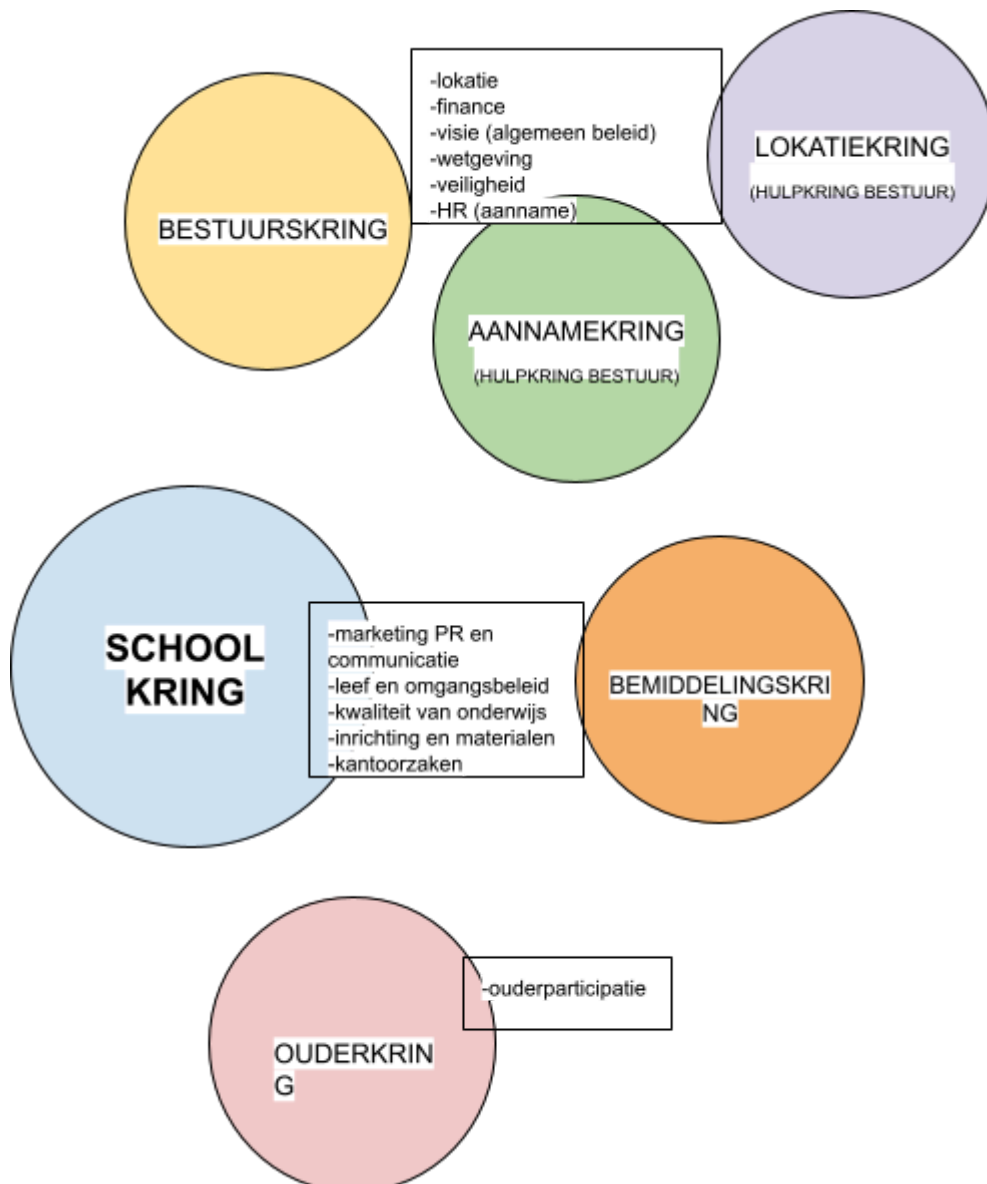 -lokatie
-finance
-visie (algemeen beleid)
-wetgeving
-veiligheid
-HR (aanname)
LOKATIEKRING
(HULPKRING BESTUUR)
BESTUURSKRING
AANNAMEKRING
(HULPKRING BESTUUR)
SCHOOL
KRING
-marketing PR en
communicatie
-leef en omgangsbeleid
-kwaliteit van onderwijs
-inrichting en materialen
-kantoorzaken
BEMIDDELINGSKRI
NG
-ouderparticipatie
OUDERKRIN
G